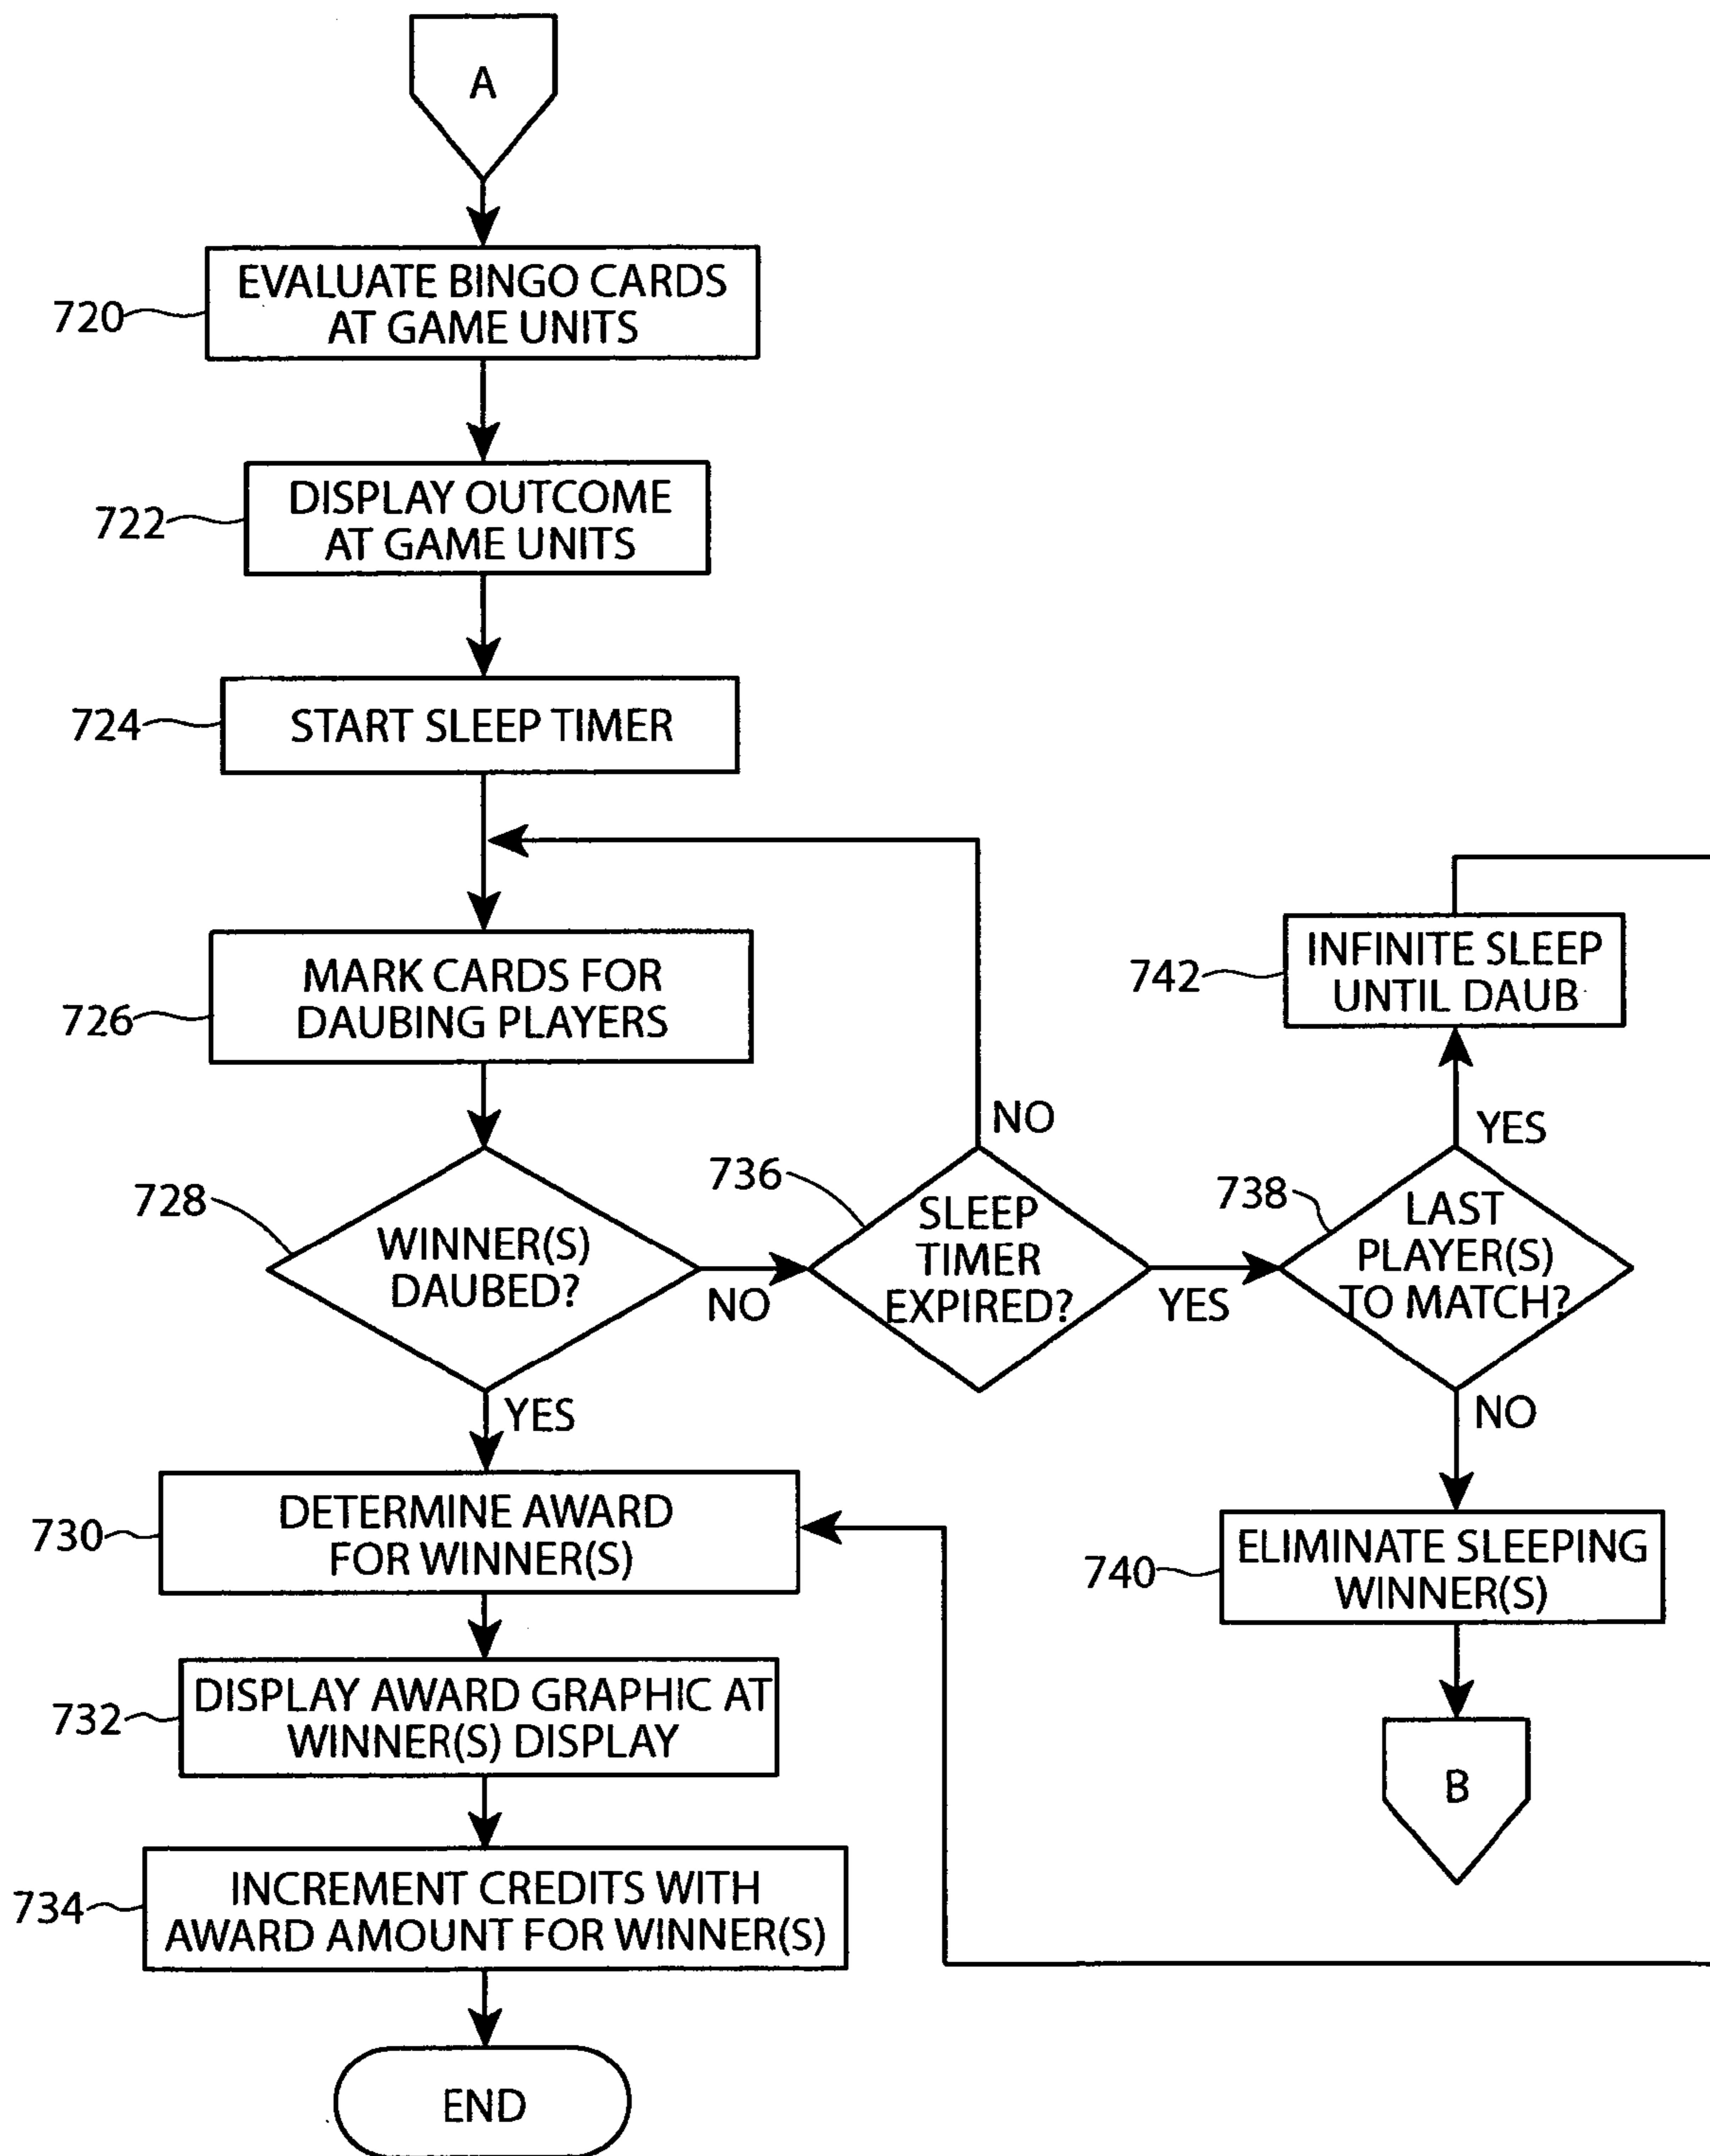 A
EVALUATE BINGO CARDS
AT GAME UNITS
720
DISPLAY OUTCOME
AT GAME UNITS
722
START SLEEP TIMER
724
MARK CARDS FOR
DAUBING PLAYERS
726
WINNER(S)
DAUBED?
728
NO
YES
SLEEP
TIMER
EXPIRED?
736
NO
YES
LAST
PLAYER(S)
TO MATCH?
738
YES
NO
INFINITE SLEEP
UNTIL DAUB
742
ELIMINATE SLEEPING
WINNER(S)
740
B
DETERMINE AWARD
FOR WINNER(S)
730
DISPLAY AWARD GRAPHIC AT
WINNER(S) DISPLAY
732
INCREMENT CREDITS WITH
AWARD AMOUNT FOR WINNER(S)
734
END